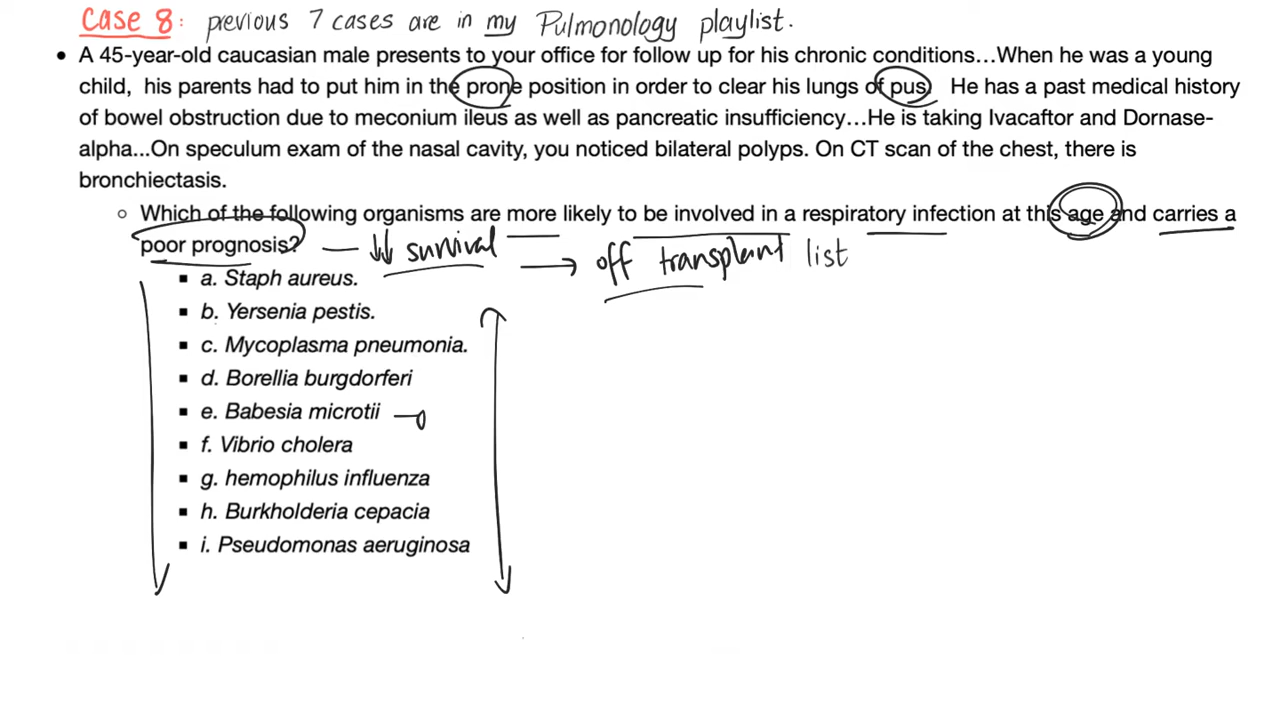 Case 8: previous 7 cases are in my Pulmonology playlist.
• A 45-year-old caucasian male presents to your office for follow up for his chronic conditions…When he was a young
child, his parents had to put him in the prone position in order to clear his lungs of pus. He has a past medical history
of bowel obstruction due to meconium ileus as well as pancreatic insufficiency…He is taking Ivacaftor and Dornase-
alpha...On speculum exam of the nasal cavity, you noticed bilateral polyps. On CT scan of the chest, there is
bronchiectasis.
○ Which of the following organisms are more likely to be involved in a respiratory infection at this age and carries a
poor prognosis? — ↓↓ survival → off transplant list
▪ a. Staph aureus.
▪ b. Yersenia pestis.
▪ c. Mycoplasma pneumonia.
▪ d. Borellia burgdorferi
▪ e. Babesia microtii
▪ f. Vibrio cholera
▪ g. hemophilus influenza
▪ h. Burkholderia cepacia
▪ i. Pseudomonas aeruginosa